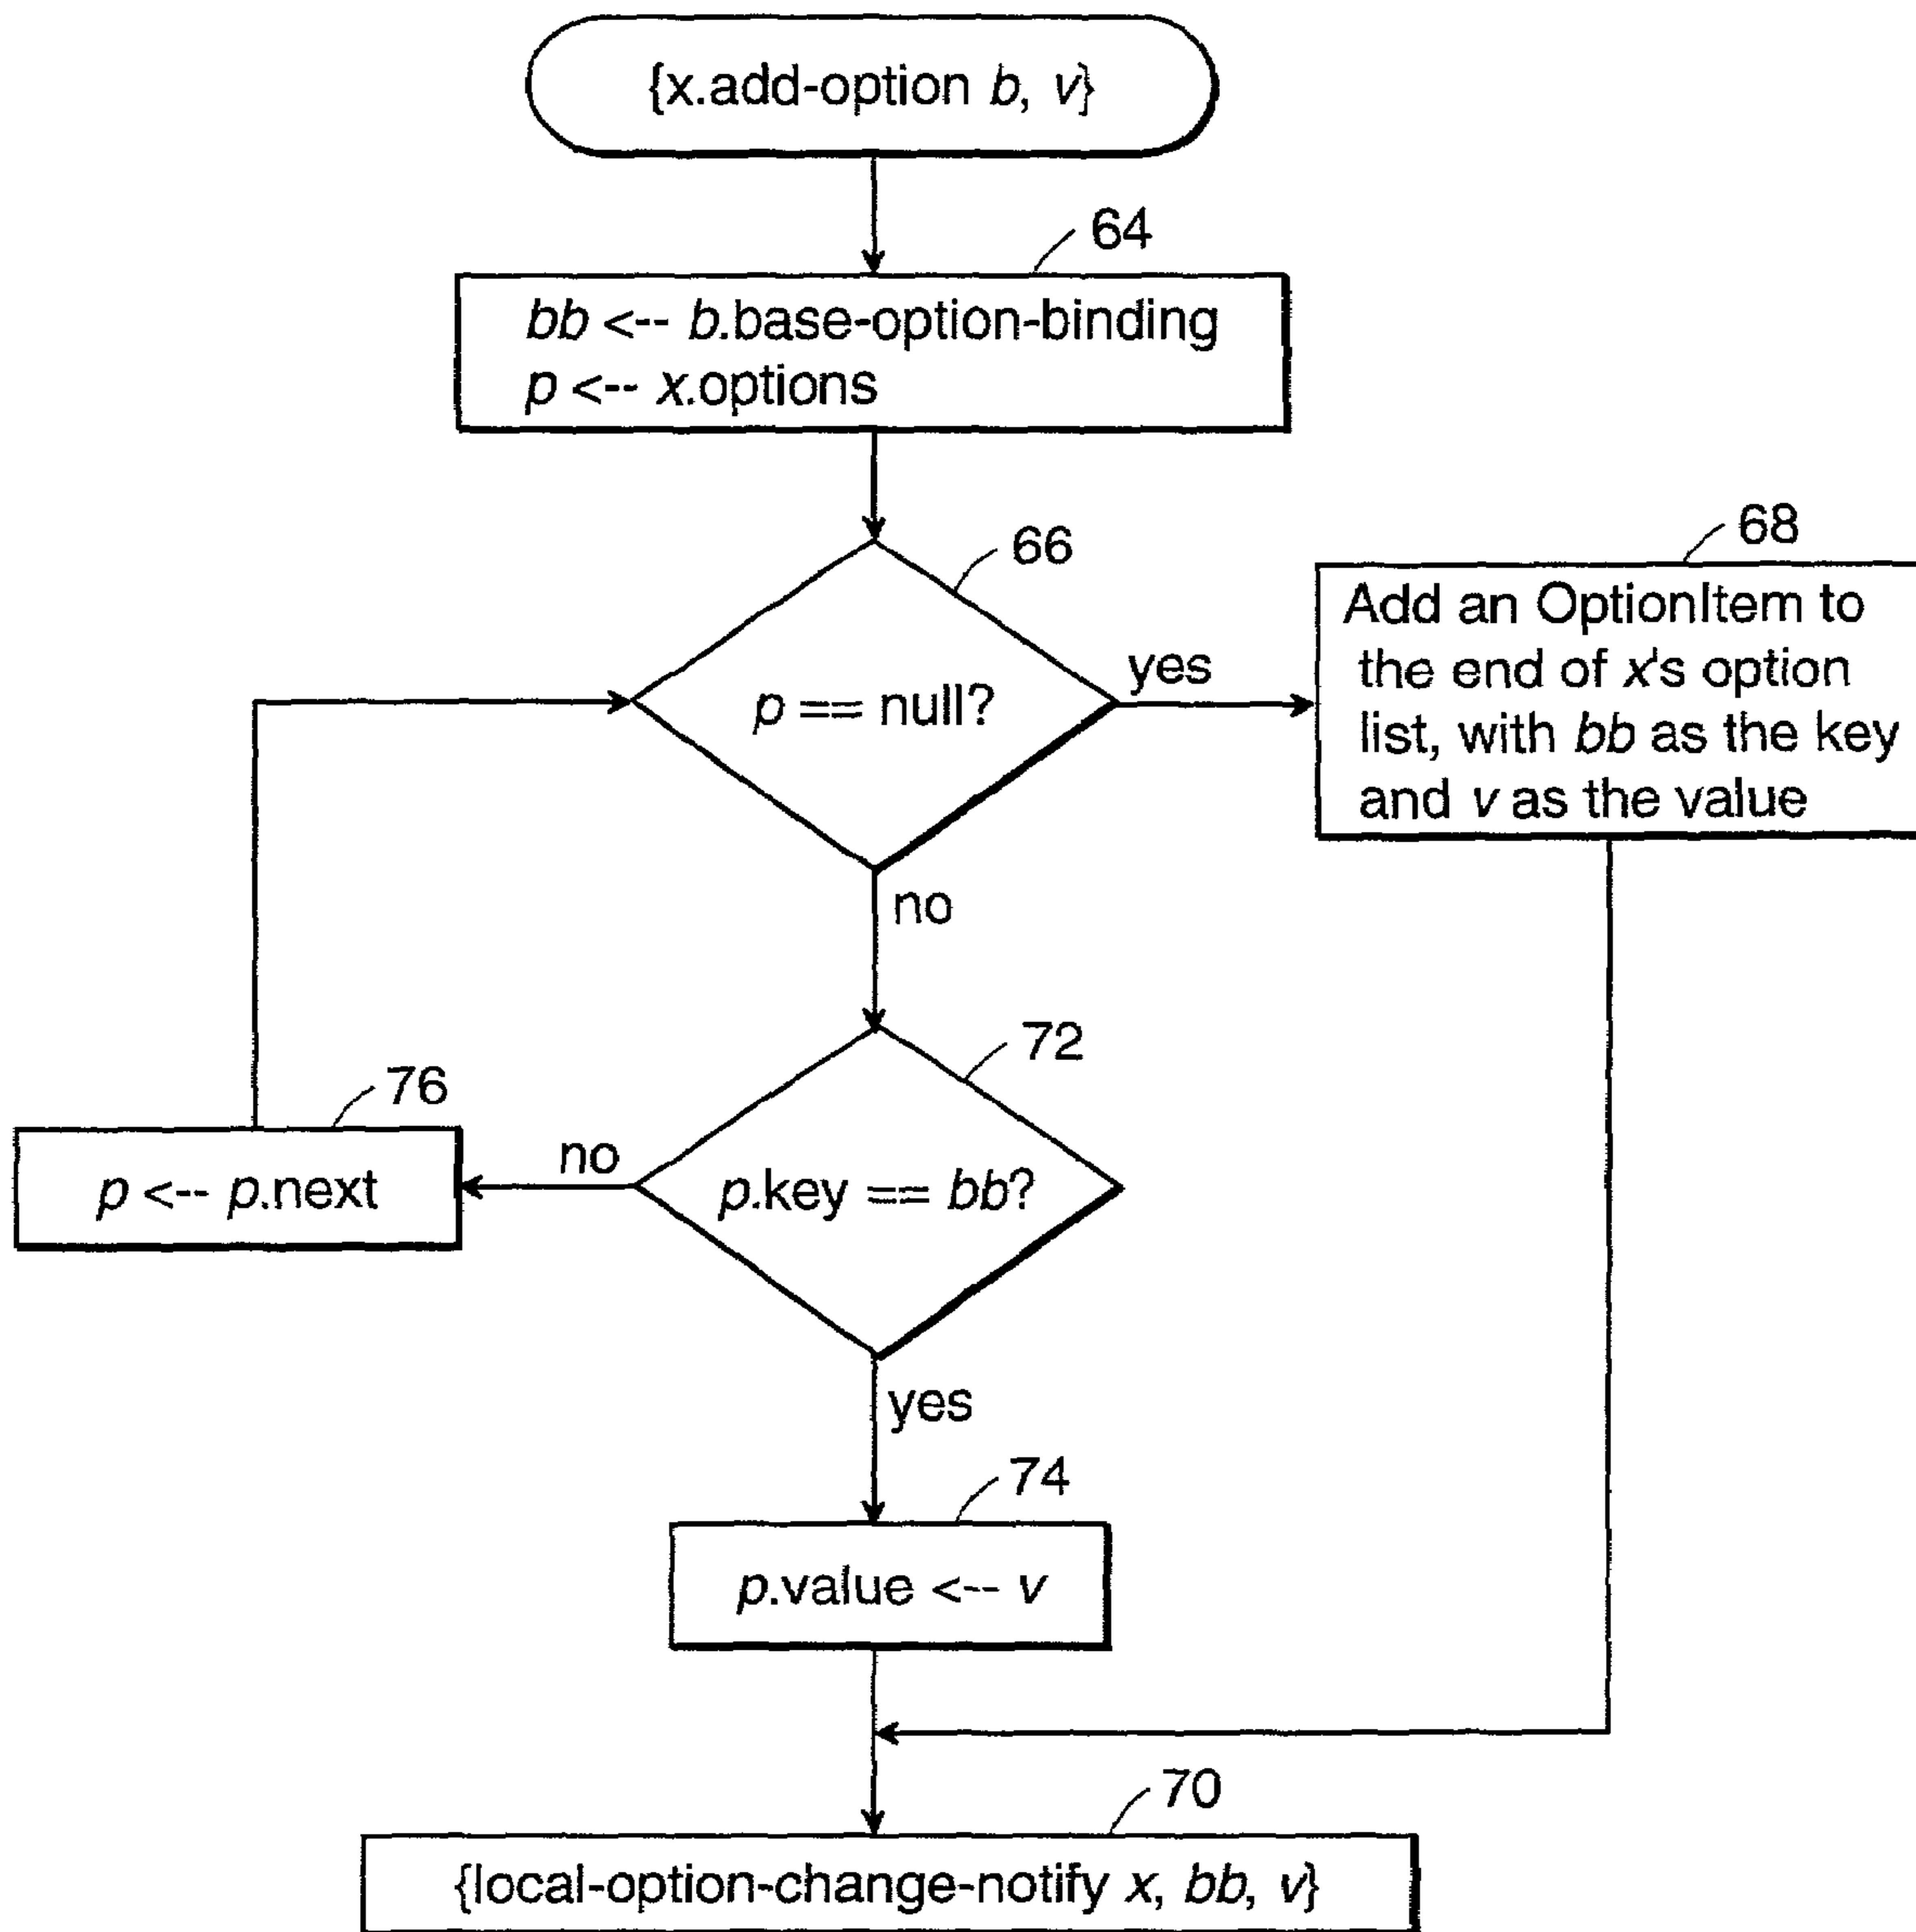 {x.add-option b, v}
64
bb <-- b.base-option-binding
p <-- x.options
66
p == null?
yes
68
Add an OptionItem to
the end of x's option
list, with bb as the key
and v as the value
no
72
p.key == bb?
no
76
p <-- p.next
yes
74
p.value <-- v
70
{local-option-change-notify x, bb, v}